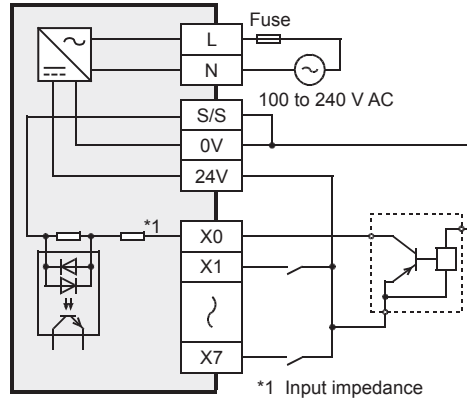 L
Fuse
N
100 to 240 V AC
S/S
0V
24V
*1
X0
X1
X7
*1 Input impedance